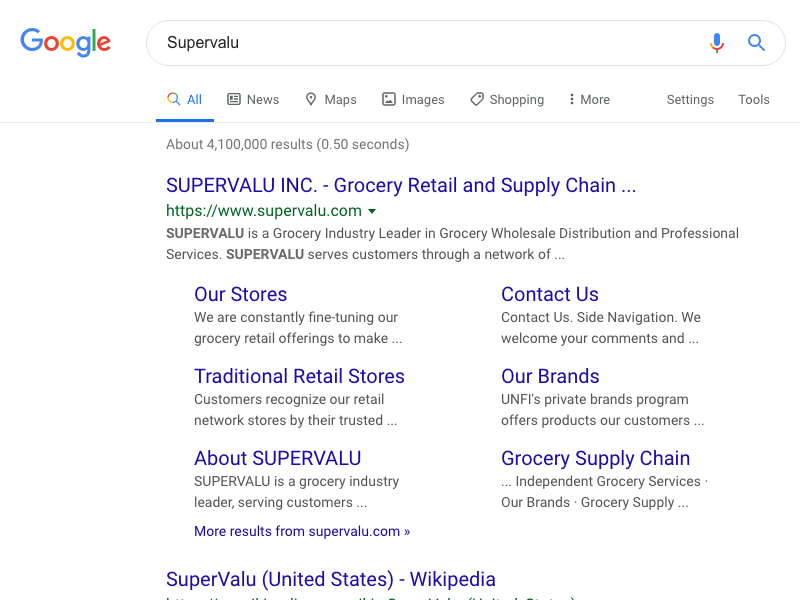 Google
Supervalu
All News Maps Images Shopping More Settings Tools
About 4,100,000 results (0.50 seconds)
SUPERVALU INC. - Grocery Retail and Supply Chain ...
https://www.supervalu.com
SUPERVALU is a Grocery Industry Leader in Grocery Wholesale Distribution and Professional
Services. SUPERVALU serves customers through a network of ...
Our Stores
We are constantly fine-tuning our
grocery retail offerings to make ...
Contact Us
Contact Us. Side Navigation. We
welcome your comments and ...
Traditional Retail Stores
Customers recognize our retail
network stores by their trusted ...
Our Brands
UNFI's private brands program
offers products our customers ...
About SUPERVALU
SUPERVALU is a grocery industry
leader, serving customers ...
Grocery Supply Chain
... Independent Grocery Services ·
Our Brands · Grocery Supply ...
More results from supervalu.com »
SuperValu (United States) - Wikipedia